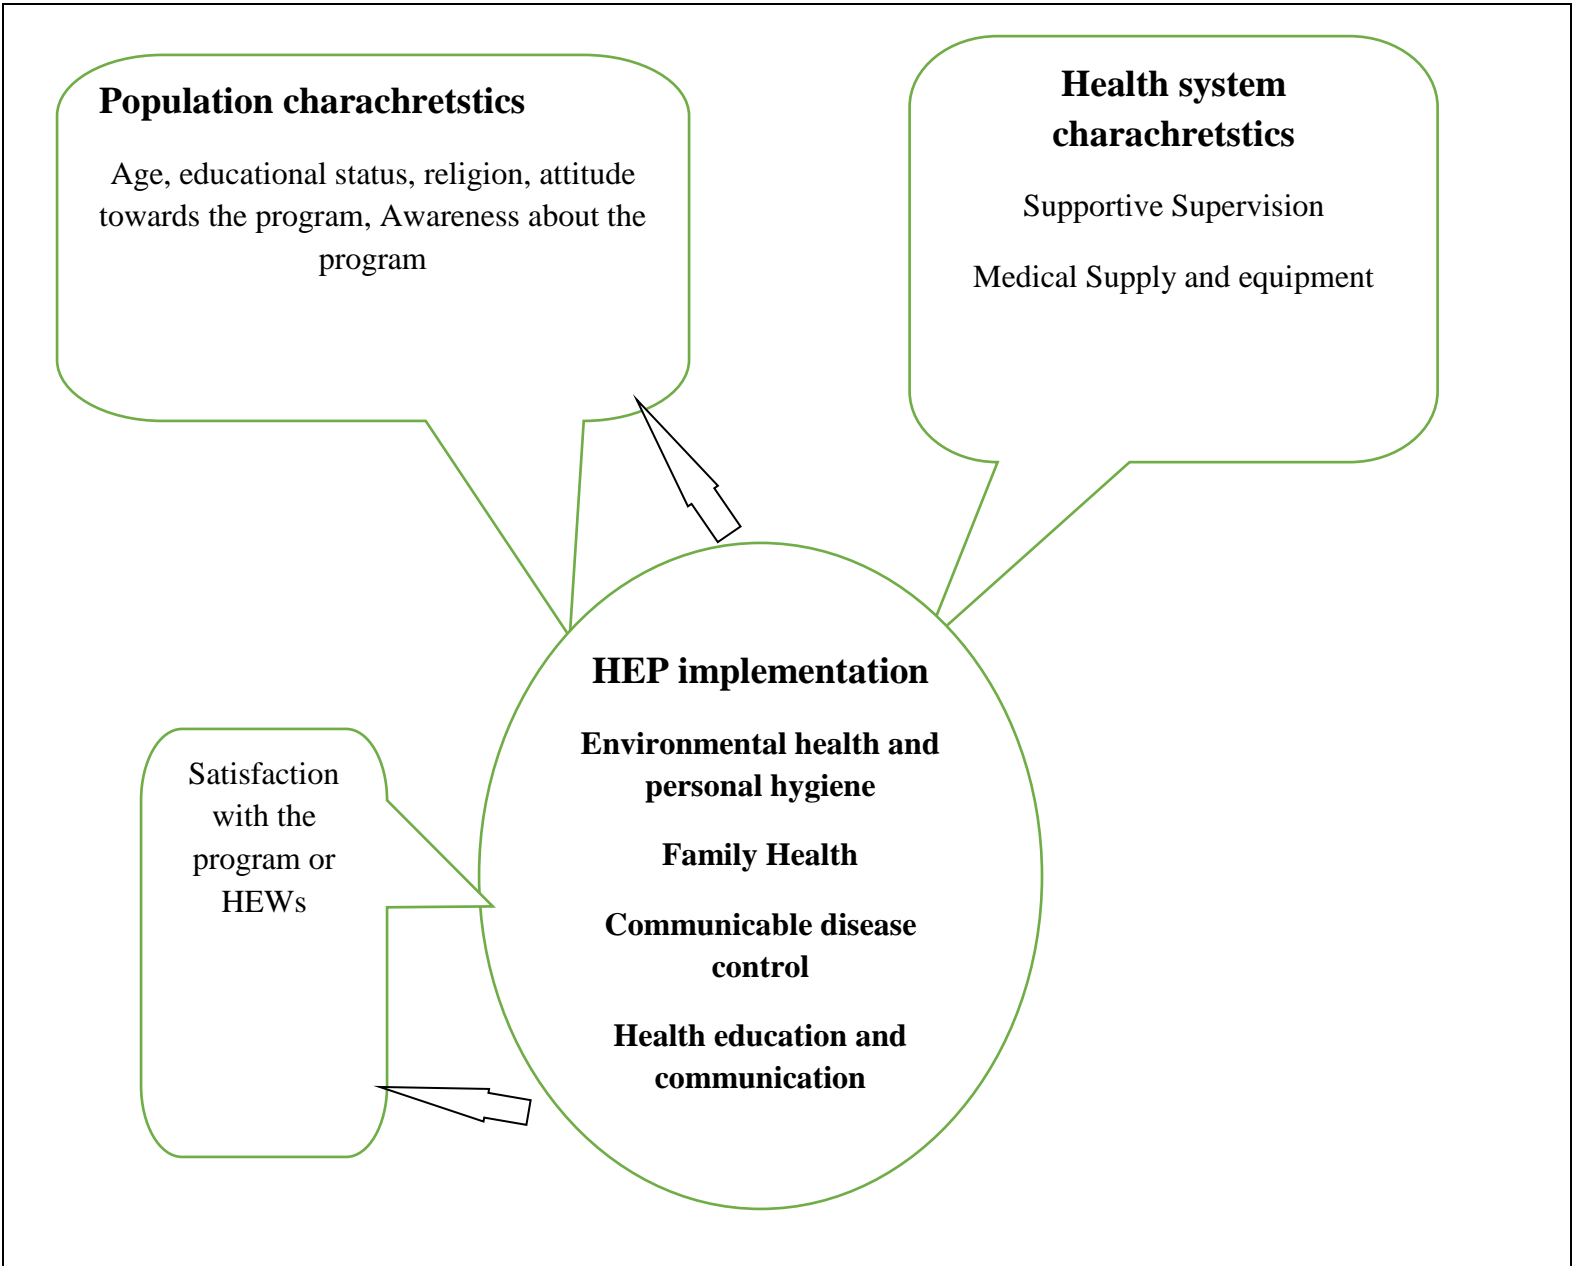 Population charachretstics
Age, educational status, religion, attitude
towards the program, Awareness about the
program
Health system
charachretstics
Supportive Supervision
Medical Supply and equipment
HEP implementation
Environmental health and
personal hygiene
Family Health
Communicable disease
control
Health education and
communication
Satisfaction
with the
program or
HEWs